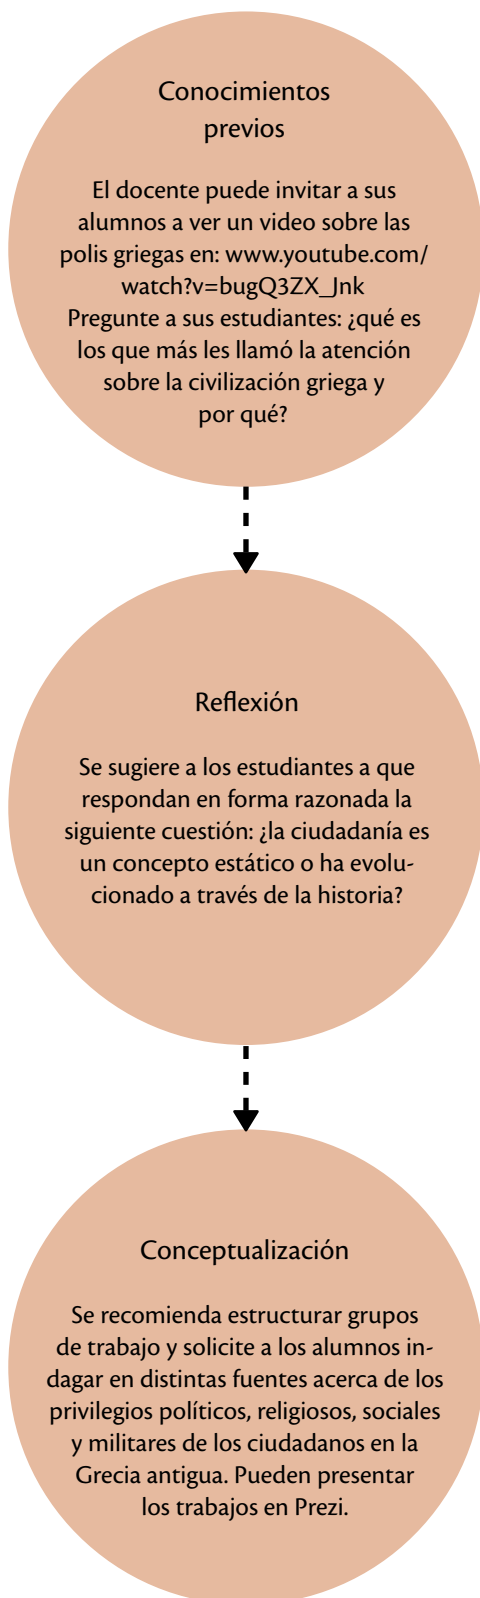 Conocimientos
previos
El docente puede invitar a sus
alumnos a ver un video sobre las
polis griegas en: www.youtube.com/
watch?v=bugQ3ZX_Jnk
Pregunte a sus estudiantes: ¿qué es
los que más les llamó la atención
sobre la civilización griega y
por qué?
Reflexión
Se sugiere a los estudiantes a que
respondan en forma razonada la
siguiente cuestión: ¿la ciudadanía es
un concepto estático o ha evolu-
cionado a través de la historia?
Conceptualización
Se recomienda estructurar grupos
de trabajo y solicite a los alumnos in-
dagar en distintas fuentes acerca de los
privilegios políticos, religiosos, sociales
y militares de los ciudadanos en la
Grecia antigua. Pueden presentar
los trabajos en Prezi.